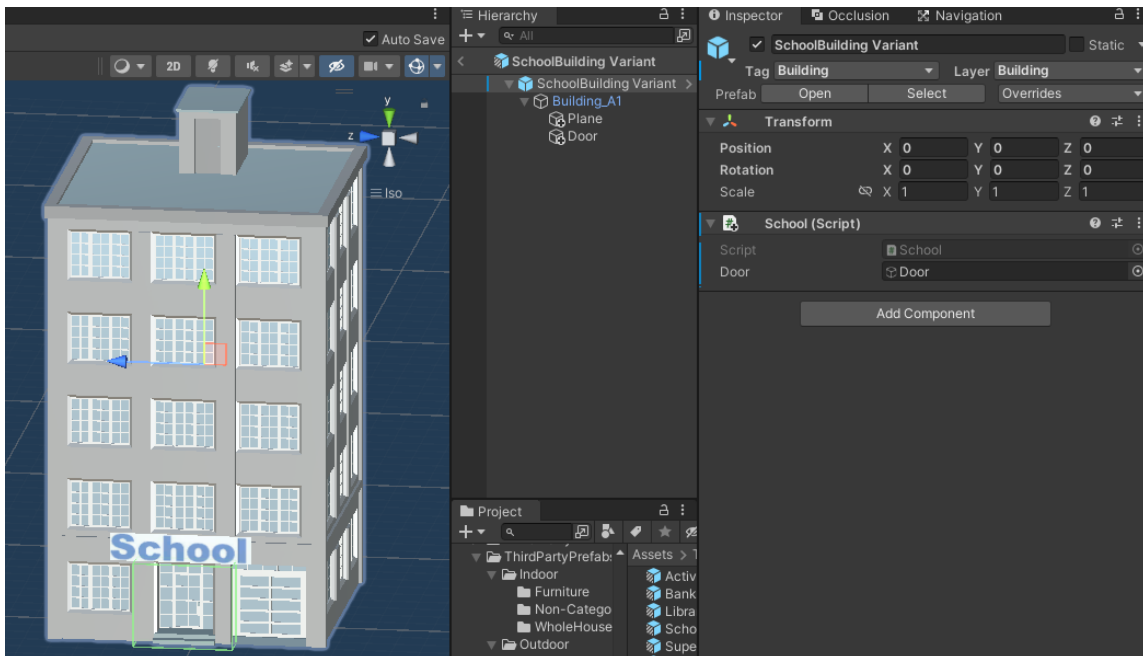 Auto Save
2D
y
z
Iso
School
Hierarchy
All
SchoolBuilding Variant
SchoolBuilding Variant
Building_A1
Plane
Door
Project
ThirdPartyPrefab
Indoor
Furniture
Non-Catego
WholeHouse
Outdoor
Assets >
Activ
Bank
Libra
Scho
Supe
Inspector
Occlusion
Navigation
SchoolBuilding Variant
Static
Tag Building
Layer Building
Prefab Open Select Overrides
Transform
Position X 0 Y 0 Z 0
Rotation X 0 Y 0 Z 0
Scale X 1 Y 1 Z 1
School (Script)
Script School
Door Door
Add Component